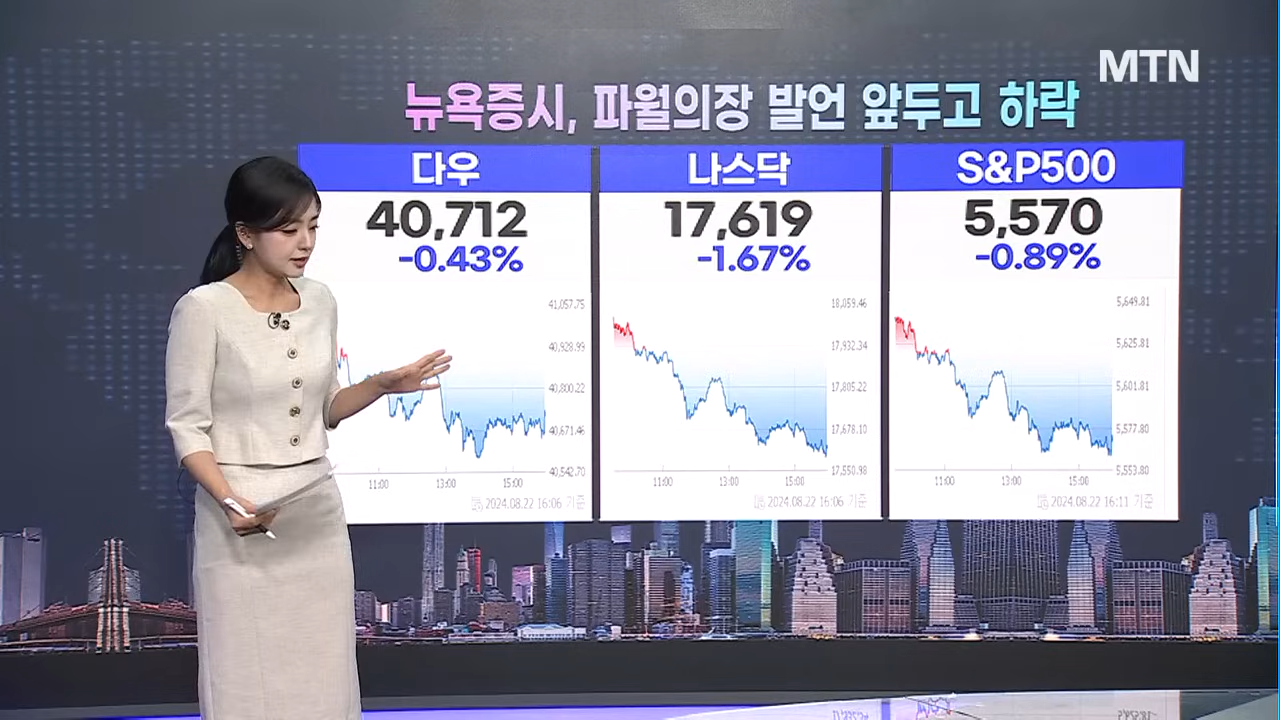 MTN
뉴욕증시, 파월의장 발언 앞두고 하락
다우
40,712
-0.43%
41,057.75
40,928.99
40,800.22
40,671.46
40,542.70
11:00 13:00 15:00
2024.08.22 16:06 기준
나스닥
17,619
-1.67%
18,059.46
17,932.34
17,805.22
17,678.10
17,550.98
11:00 13:00 15:00
2024.08.22 16:06 기준
S&P500
5,570
-0.89%
5,649.81
5,625.81
5,601.81
5,577.80
5,553.80
11:00 13:00 15:00
2024.08.22 16:11 기준